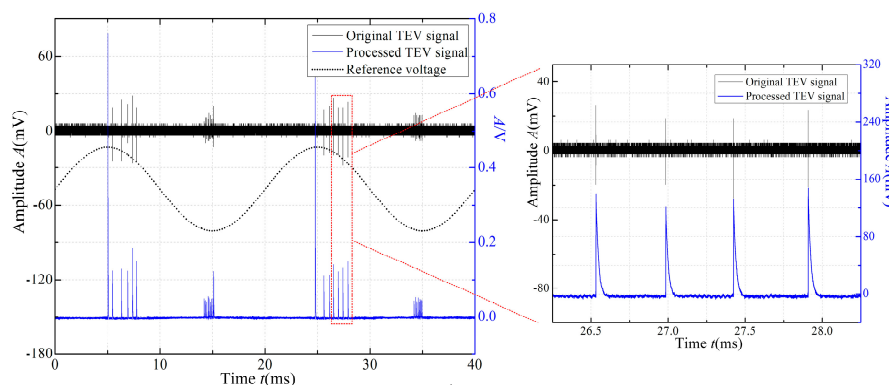 Original TEV signal
Processed TEV signal
Reference voltage
Amplitude A(mV)
60
0
-60
-120
-180
0.8
0.6
0.4
0.2
0.0
A/V
0
10
20
30
40
Time t(ms)
Original TEV signal
Processed TEV signal
Amplitude A(mV)
40
0
-40
-80
320
240
160
80
0
26.5
27.0
27.5
28.0
Time t(ms)